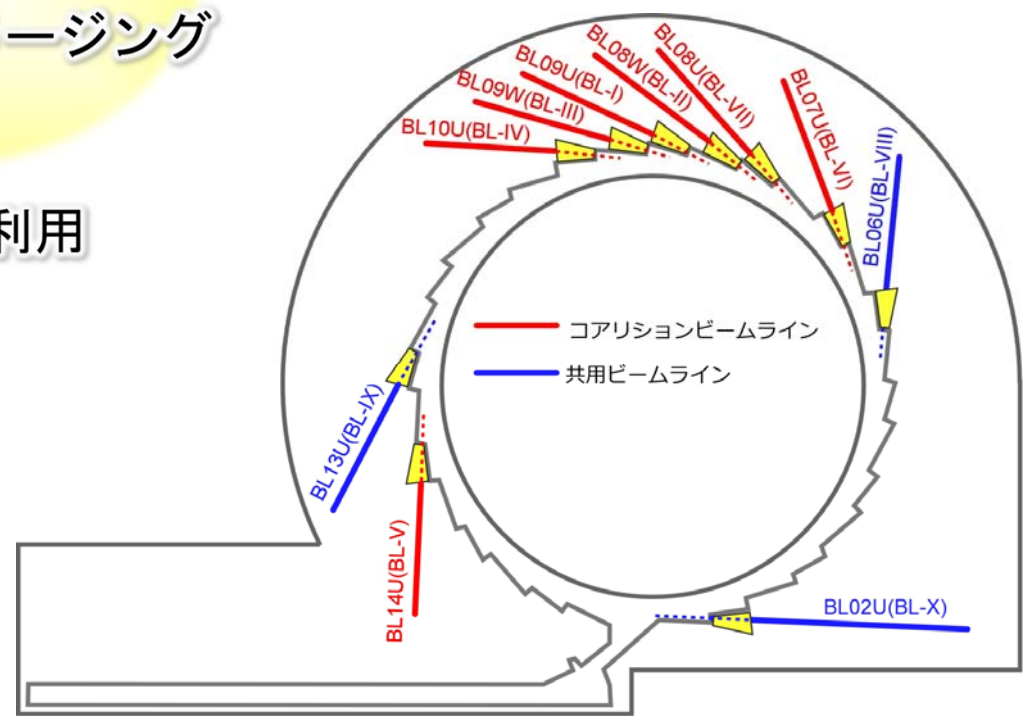 ージング
利用
BL10U(BL-IV)
BL09W(BL-III)
BL09U(BL-I)
BL08W(BL-II)
BL08U(BL-VII)
BL07U(BL-VI)
BL06U(BL-VIII)
コアリションビームライン
共用ビームライン
BL13U(BL-IX)
BL14U(BL-V)
BL02U(BL-X)